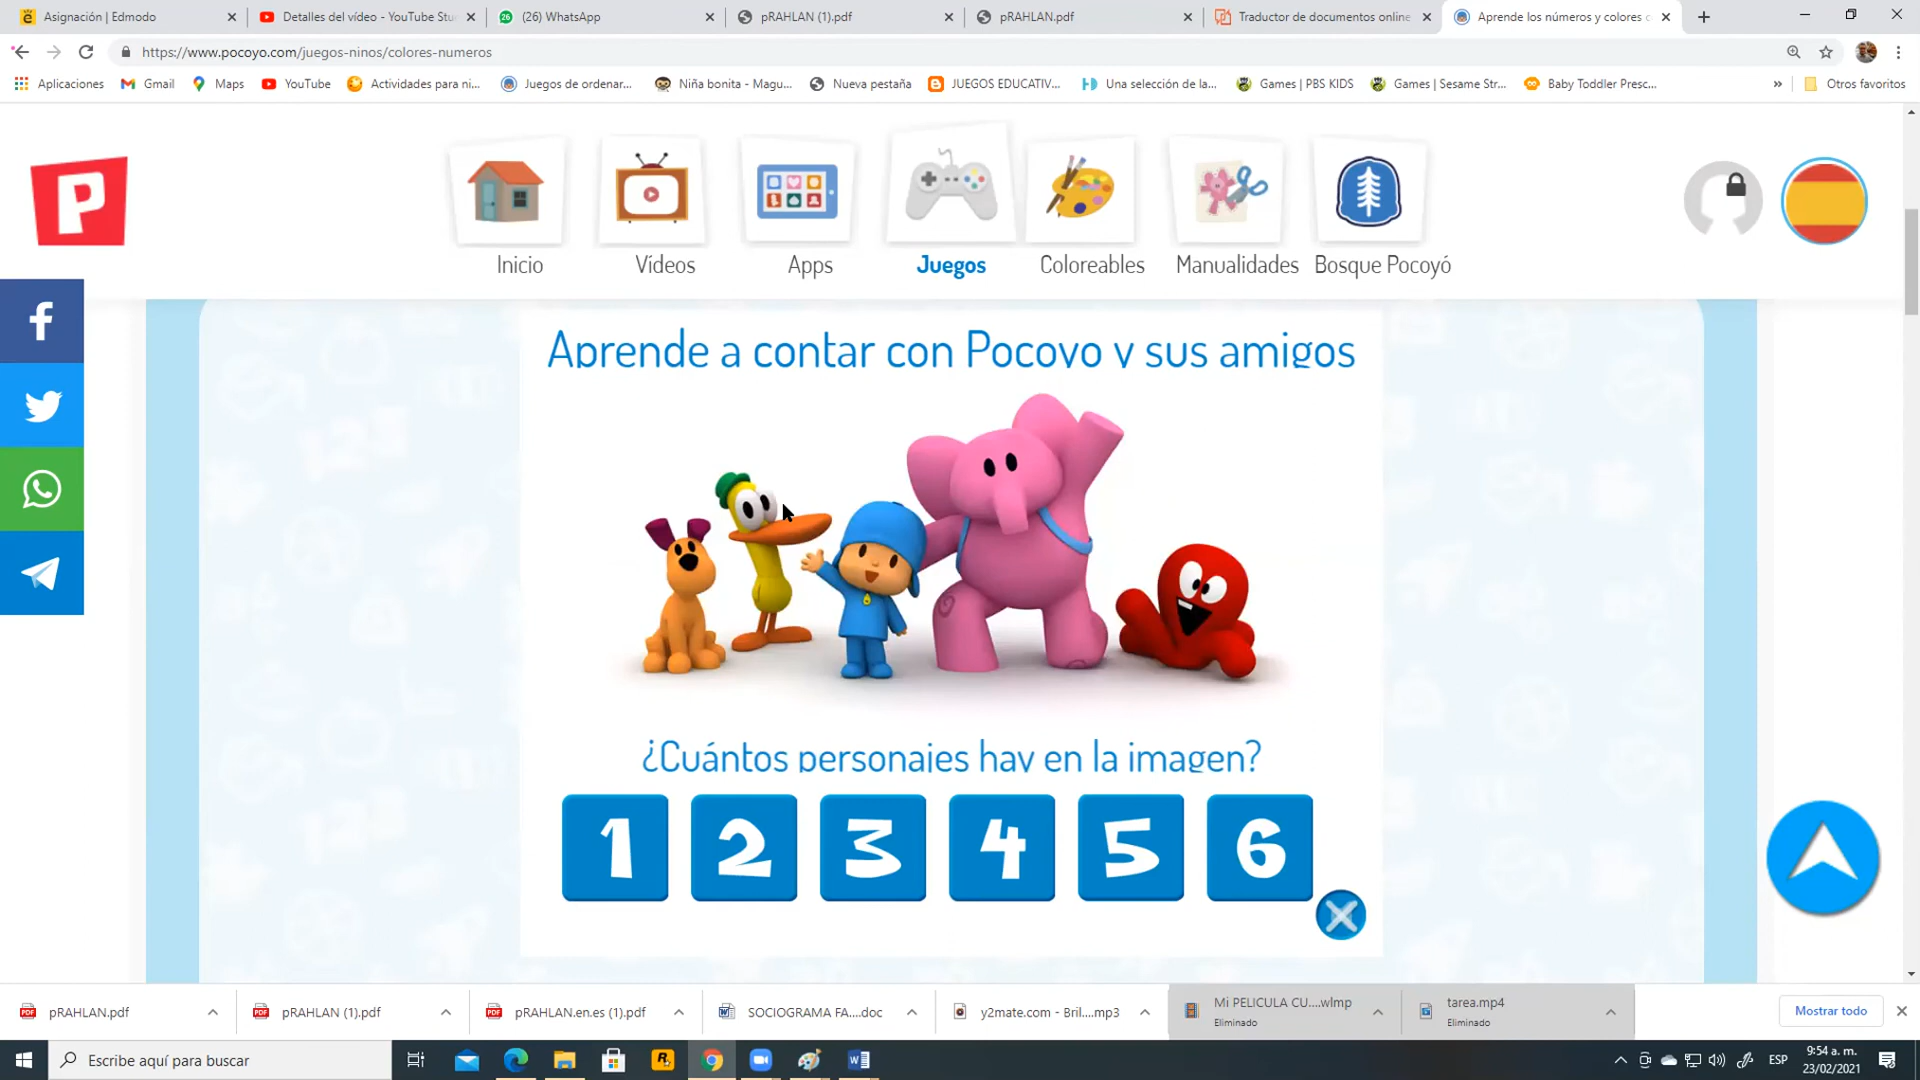 Asignación | Edmodo
Detalles del vídeo - YouTube Stu
(26) WhatsApp
pRAHLAN (1).pdf
pRAHLAN.pdf
Traductor de documentos online
Aprende los números y colores c
https://www.pocoyo.com/juegos-ninos/colores-numeros
Aplicaciones
Gmail
Maps
YouTube
Actividades para ni...
Juegos de ordenar...
Niña bonita - Magu...
Nueva pestaña
JUEGOS EDUCATIV...
Una selección de la...
Games | PBS KIDS
Games | Sesame Str...
Baby Toddler Presc...
»
Otros favoritos
P
Inicio
Vídeos
Apps
Juegos
Coloreables
Manualidades
Bosque Pocoyó
Aprende a contar con Pocoyo y sus amigos
¿Cuántos personajes hay en la imagen?
1 2 3 4 5 6
pRAHLAN.pdf
pRAHLAN (1).pdf
pRAHLAN.en.es (1).pdf
SOCIOGRAMA FA....doc
y2mate.com - Bril....mp3
Mi PELICULA CU....wlmp
Eliminado
tarea.mp4
Eliminado
Mostrar todo
Escribe aquí para buscar
ESP
9:54 a. m.
23/02/2021